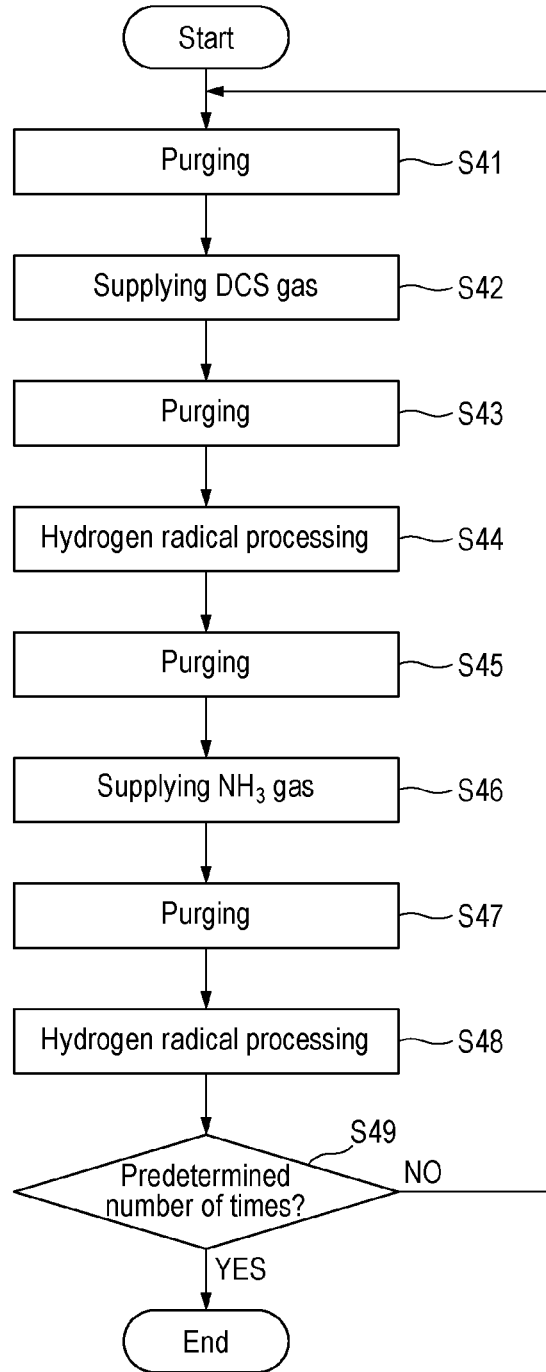 Start
Purging
S41
Supplying DCS gas
S42
Purging
S43
Hydrogen radical processing
S44
Purging
S45
Supplying NH₃ gas
S46
Purging
S47
Hydrogen radical processing
S48
S49
Predetermined
number of times?
NO
YES
End